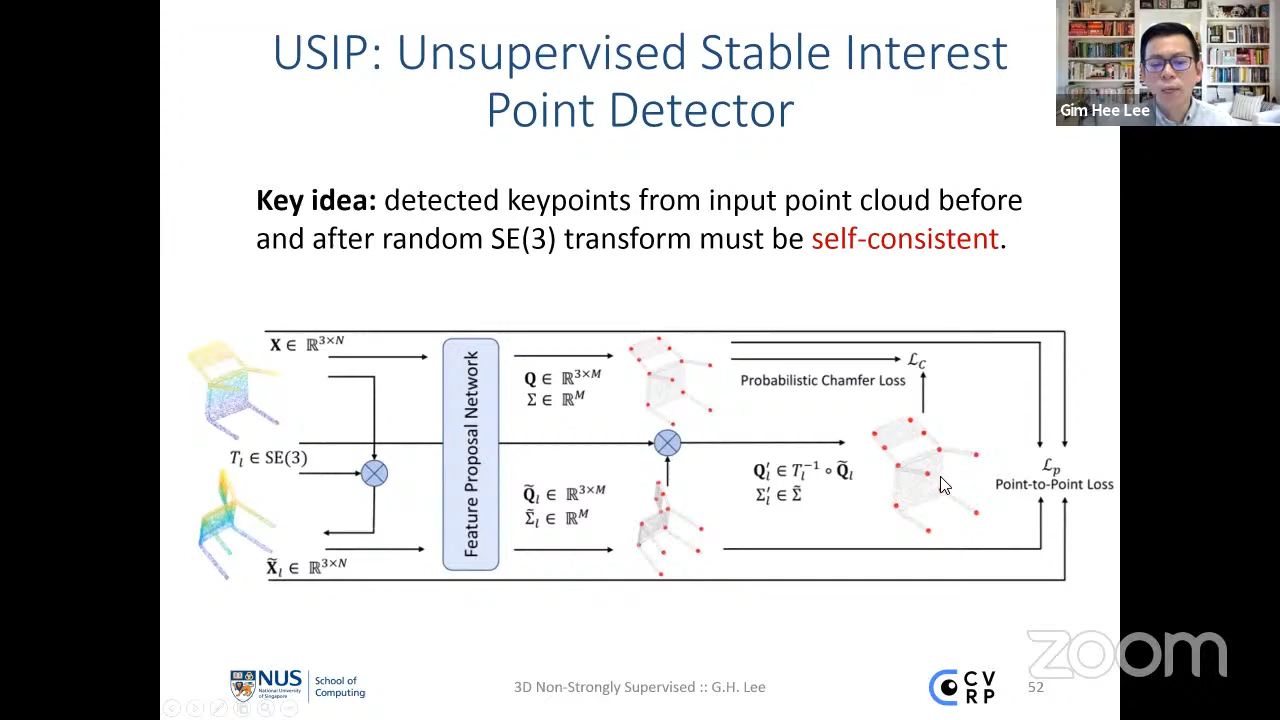 USIP: Unsupervised Stable Interest
Point Detector
Gim Hee Lee
Key idea: detected keypoints from input point cloud before
and after random SE(3) transform must be self-consistent.
X ∈ ℝ^{3×N}
Feature Proposal Network
Q ∈ ℝ^{3×M}
Σ ∈ ℝ^M
ℒ_C
Probabilistic Chamfer Loss
T_l ∈ SE(3)
Q'_l ∈ T_l^{-1} ∘ Q̃_l
Σ'_l ∈ Σ̃
ℒ_p
Point-to-Point Loss
Q̃_l ∈ ℝ^{3×M}
Σ̃_l ∈ ℝ^M
X̃_l ∈ ℝ^{3×N}
zoom
NUS
National University
of Singapore
School of
Computing
3D Non-Strongly Supervised :: G.H. Lee
CV
RP
52